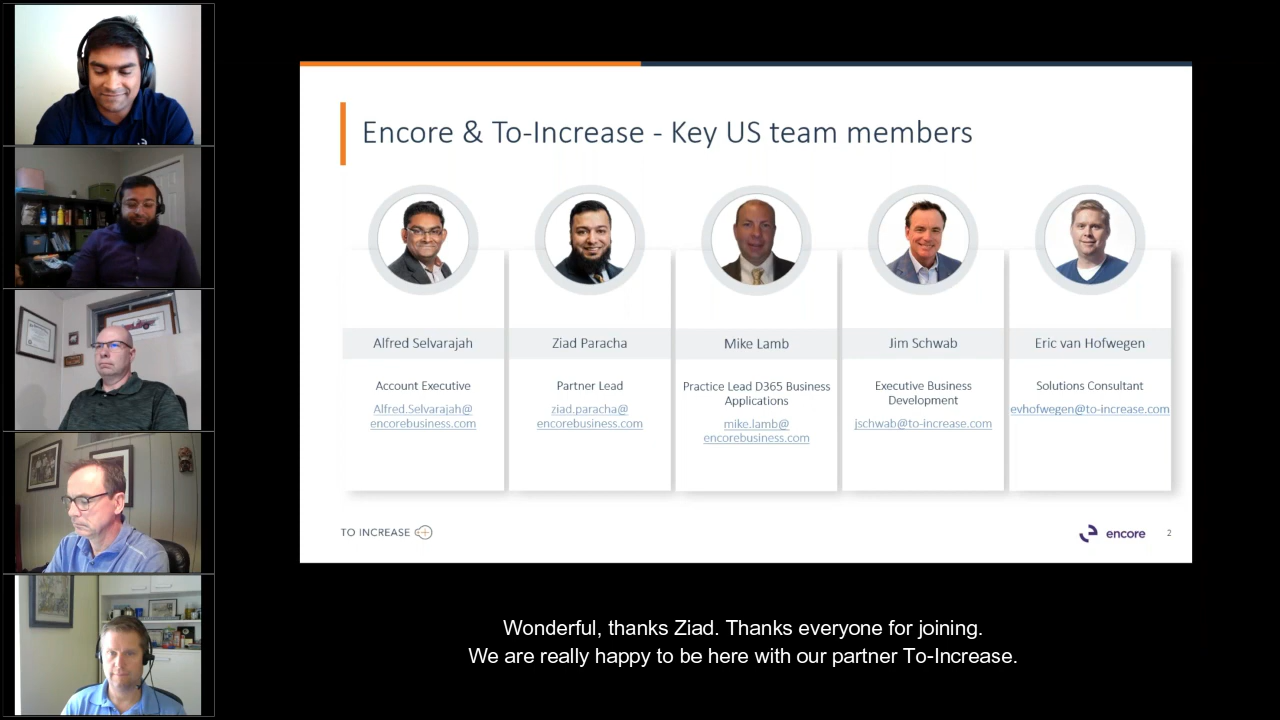 Encore & To-Increase - Key US team members
Alfred Selvarajah
Account Executive
Alfred.Selvarajah@
encorebusiness.com
Ziad Paracha
Partner Lead
ziad.paracha@
encorebusiness.com
Mike Lamb
Practice Lead D365 Business
Applications
mike.lamb@
encorebusiness.com
Jim Schwab
Executive Business
Development
jschwab@to-increase.com
Eric van Hofwegen
Solutions Consultant
evhofwegen@to-increase.com
TO INCREASE
encore
2
Wonderful, thanks Ziad. Thanks everyone for joining.
We are really happy to be here with our partner To-Increase.